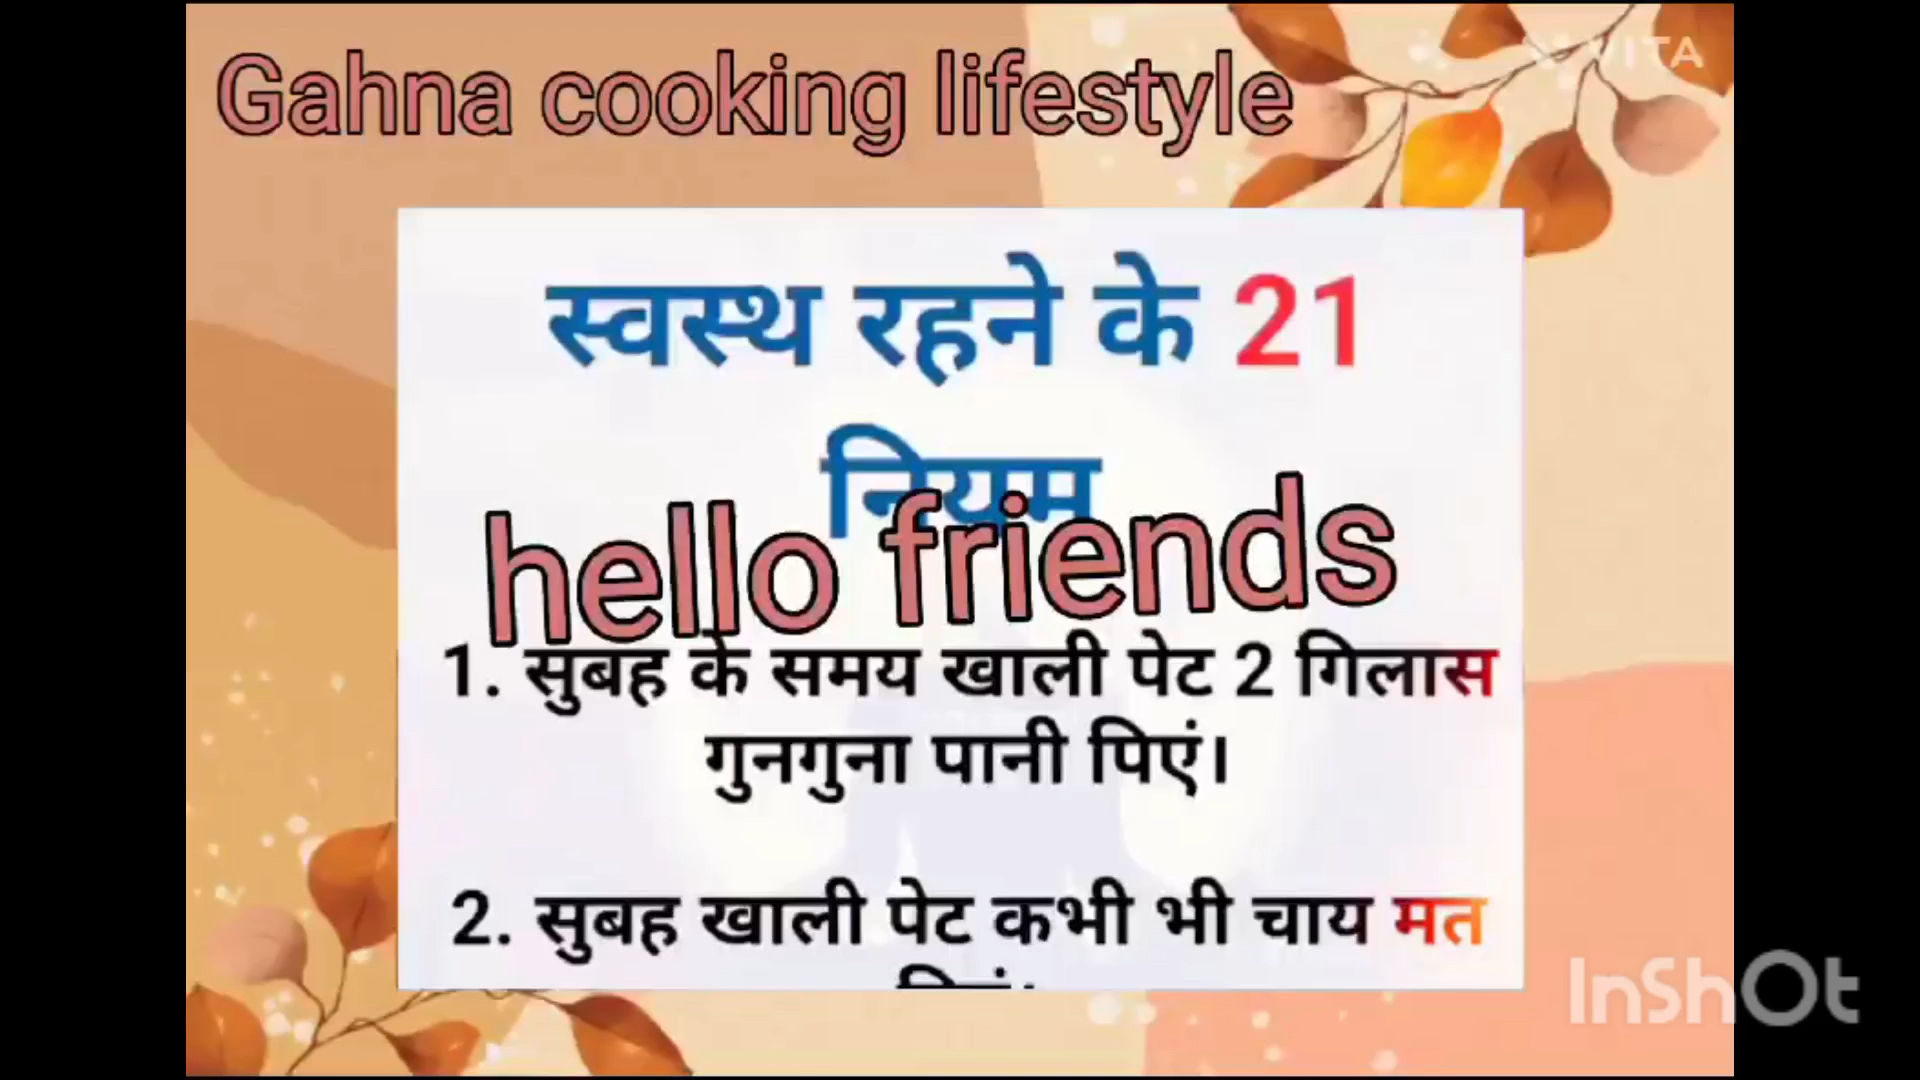 VITA
Gahna cooking lifestyle
स्वस्थ रहने के 21
नियम
hello friends
1. सुबह के समय खाली पेट 2 गिलास
गुनगुना पानी पिएं।
2. सुबह खाली पेट कभी भी चाय मत
InShOt